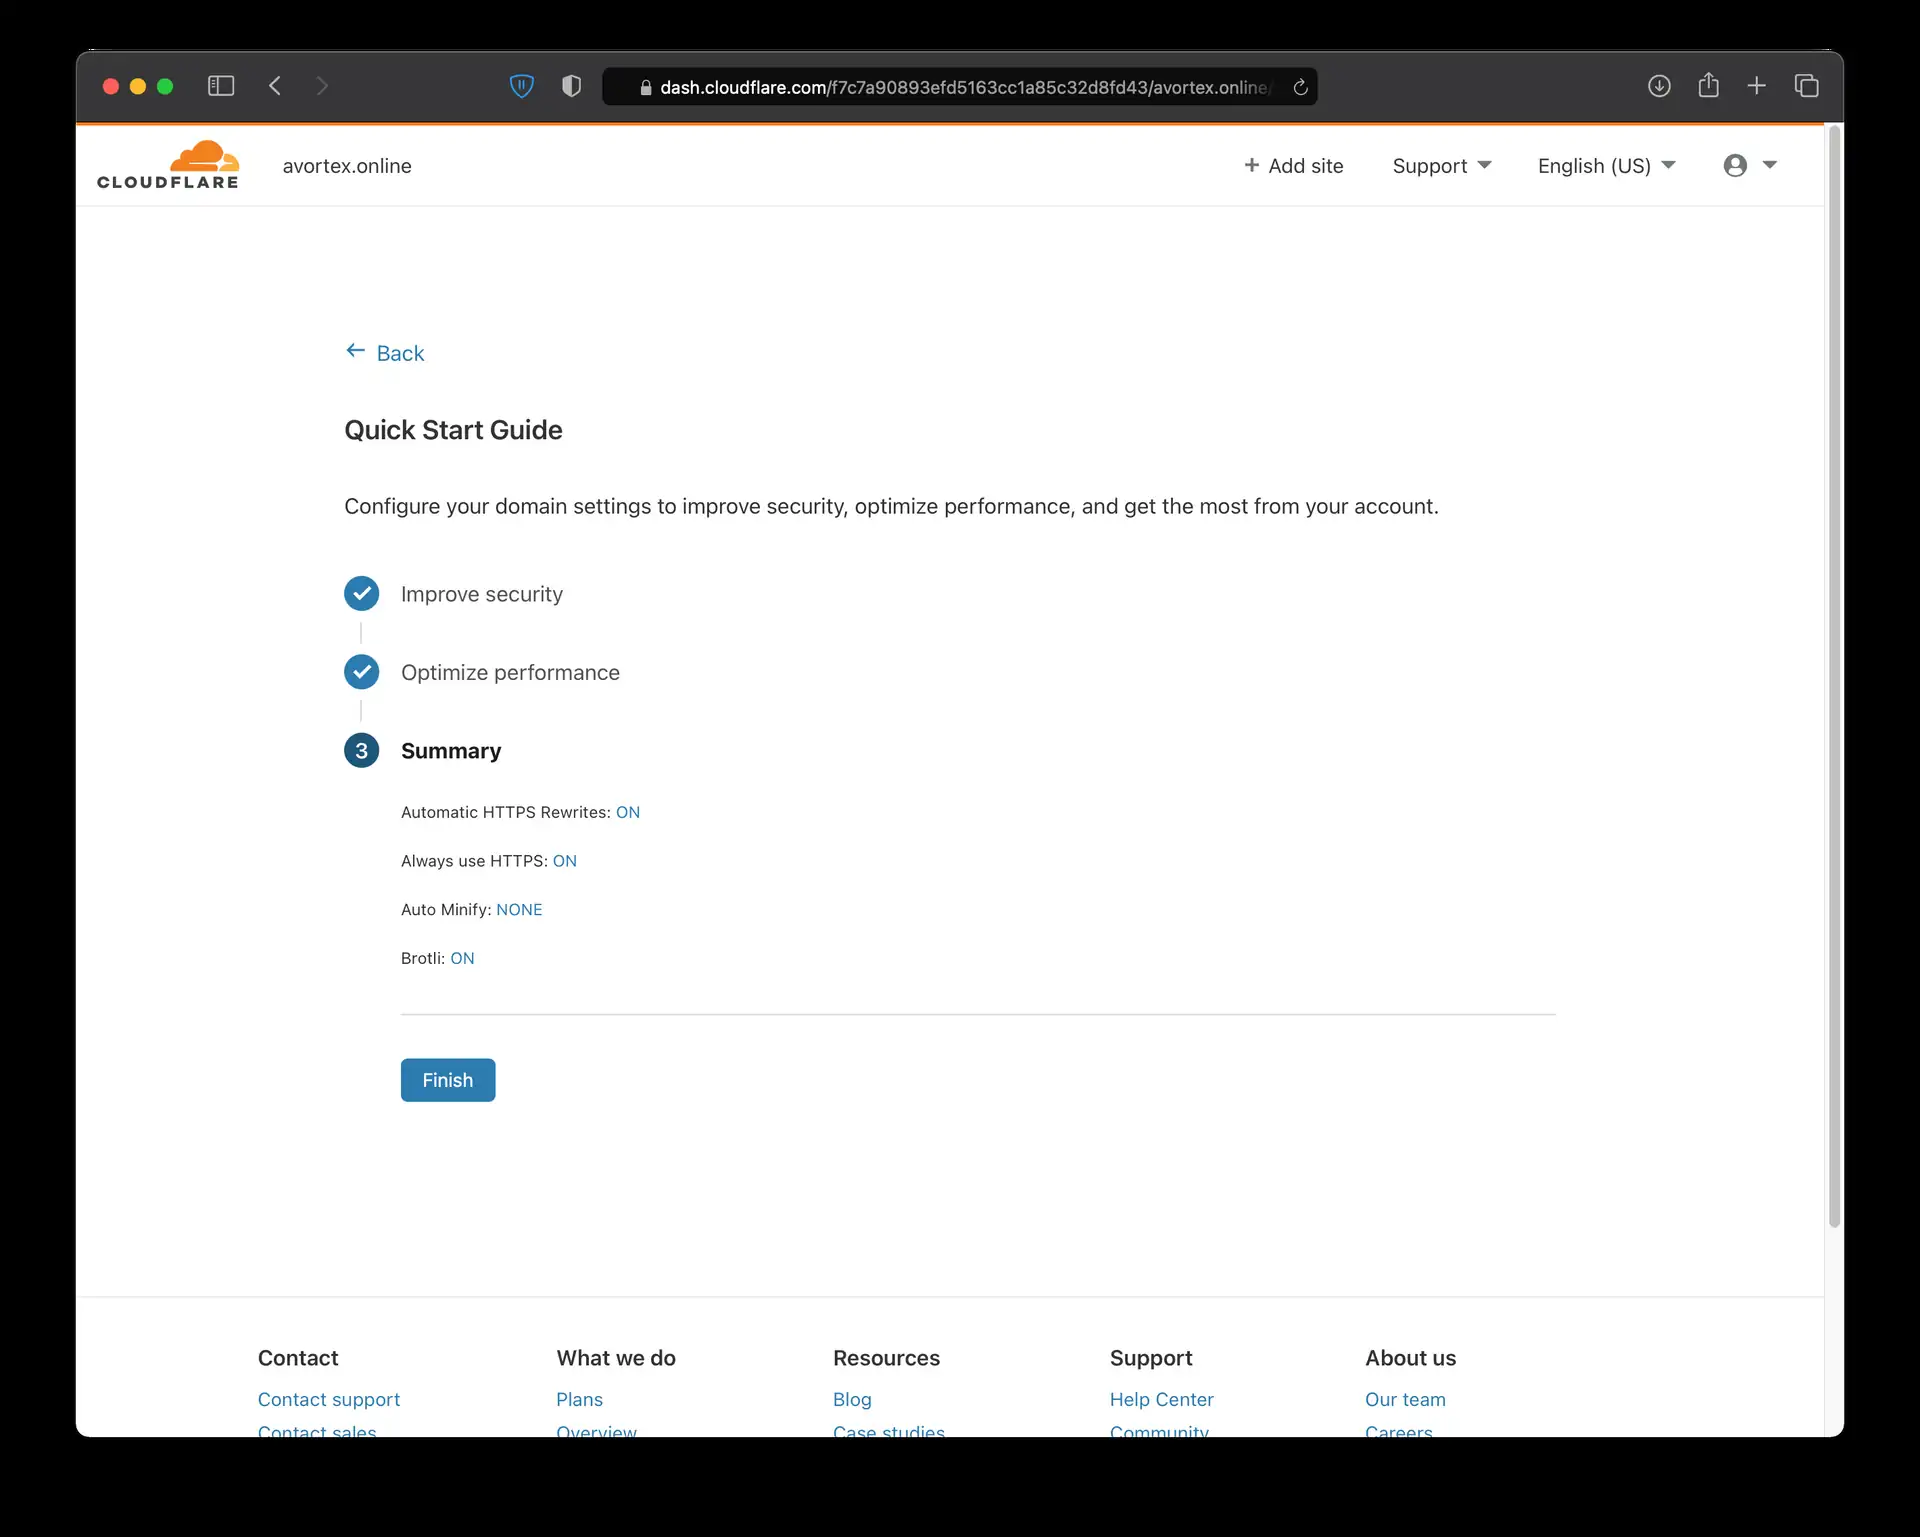 dash.cloudflare.com/f7c7a90893efd5163cc1a85c32d8fd43/avortex.online/
CLOUDFLARE
avortex.online
+ Add site
Support
English (US)
← Back
Quick Start Guide
Configure your domain settings to improve security, optimize performance, and get the most from your account.
Improve security
Optimize performance
3 Summary
Automatic HTTPS Rewrites: ON
Always use HTTPS: ON
Auto Minify: NONE
Brotli: ON
Finish
Contact
Contact support
Contact sales
What we do
Plans
Overview
Resources
Blog
Case studies
Support
Help Center
Community
About us
Our team
Careers